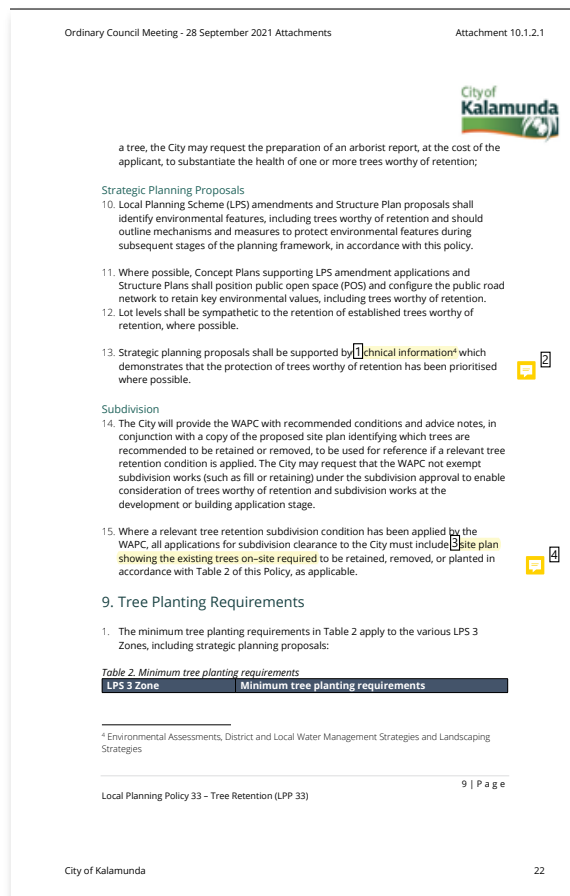 Ordinary Council Meeting - 28 September 2021 Attachments Attachment 10.1.2.1
City of
Kalamunda
a tree, the City may request the preparation of an arborist report, at the cost of the
applicant, to substantiate the health of one or more trees worthy of retention;
Strategic Planning Proposals
10. Local Planning Scheme (LPS) amendments and Structure Plan proposals shall
identify environmental features, including trees worthy of retention and should
outline mechanisms and measures to protect environmental features during
subsequent stages of the planning framework, in accordance with this policy.
11. Where possible, Concept Plans supporting LPS amendment applications and
Structure Plans shall position public open space (POS) and configure the public road
network to retain key environmental values, including trees worthy of retention.
12. Lot levels shall be sympathetic to the retention of established trees worthy of
retention, where possible.
13. Strategic planning proposals shall be supported by 1 chnical information⁴ which
demonstrates that the protection of trees worthy of retention has been prioritised
where possible.
2
Subdivision
14. The City will provide the WAPC with recommended conditions and advice notes, in
conjunction with a copy of the proposed site plan identifying which trees are
recommended to be retained or removed, to be used for reference if a relevant tree
retention condition is applied. The City may request that the WAPC not exempt
subdivision works (such as fill or retaining) under the subdivision approval to enable
consideration of trees worthy of retention and subdivision works at the
development or building application stage.
15. Where a relevant tree retention subdivision condition has been applied by the
WAPC, all applications for subdivision clearance to the City must include 3 site plan
showing the existing trees on–site required to be retained, removed, or planted in
accordance with Table 2 of this Policy, as applicable.
4
9. Tree Planting Requirements
1. The minimum tree planting requirements in Table 2 apply to the various LPS 3
Zones, including strategic planning proposals:
Table 2. Minimum tree planting requirements
LPS 3 Zone Minimum tree planting requirements
⁴ Environmental Assessments, District and Local Water Management Strategies and Landscaping
Strategies
9 | Page
Local Planning Policy 33 – Tree Retention (LPP 33)
City of Kalamunda 22